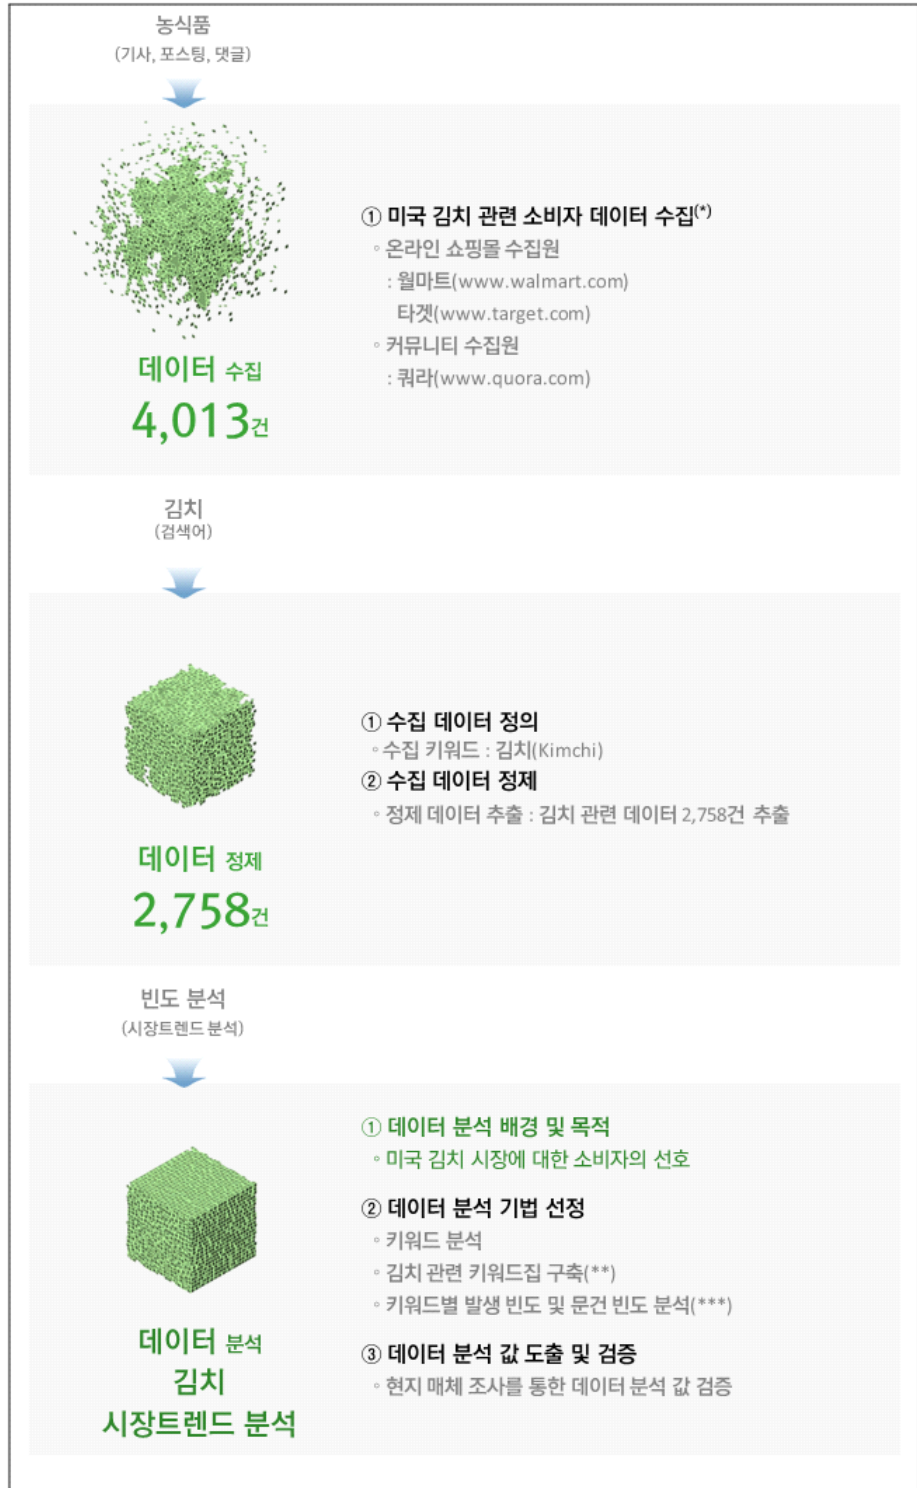 농식품
(기사, 포스팅, 댓글)
① 미국 김치 관련 소비자 데이터 수집(*)
◦ 온라인 쇼핑몰 수집원
: 월마트(www.walmart.com)
타겟(www.target.com)
◦ 커뮤니티 수집원
: 쿼라(www.quora.com)
데이터 수집
4,013건
김치
(검색어)
① 수집 데이터 정의
◦ 수집 키워드 : 김치(Kimchi)
② 수집 데이터 정제
◦ 정제 데이터 추출 : 김치 관련 데이터 2,758건 추출
데이터 정제
2,758건
빈도 분석
(시장트렌드 분석)
① 데이터 분석 배경 및 목적
◦ 미국 김치 시장에 대한 소비자의 선호
② 데이터 분석 기법 선정
◦ 키워드 분석
◦ 김치 관련 키워드집 구축(**)
◦ 키워드별 발생 빈도 및 문건 빈도 분석(***)
③ 데이터 분석 값 도출 및 검증
◦ 현지 매체 조사를 통한 데이터 분석 값 검증
데이터 분석
김치
시장트렌드 분석